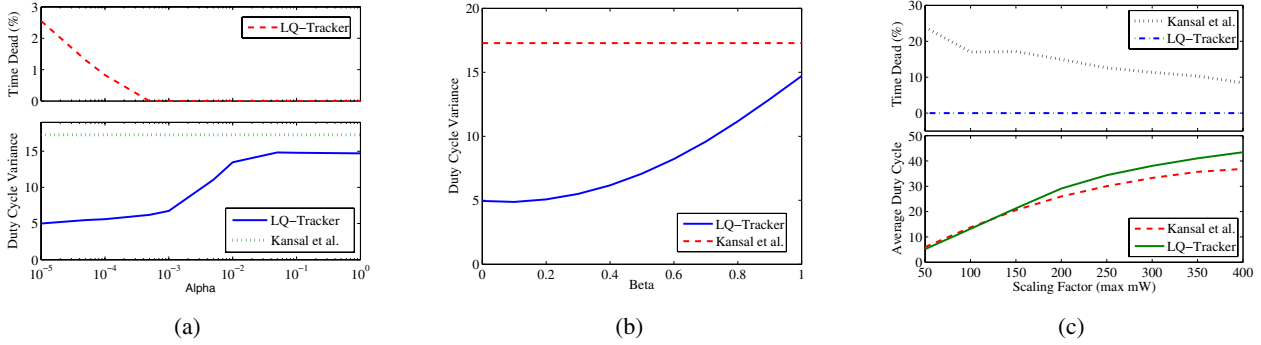 Time Dead (%)
3
2
1
0
LQ-Tracker
Duty Cycle Variance
15
10
5
0
LQ-Tracker
Kansal et al.
10^-5
10^-4
10^-3
10^-2
10^-1
10^0
Alpha
(a)
Duty Cycle Variance
20
15
10
5
0
LQ-Tracker
Kansal et al.
0
0.2
0.4
0.6
0.8
1
Beta
(b)
Time Dead (%)
30
20
10
0
Kansal et al.
LQ-Tracker
Average Duty Cycle
50
40
30
20
10
0
Kansal et al.
LQ-Tracker
50
100
150
200
250
300
350
400
Scaling Factor (max mW)
(c)